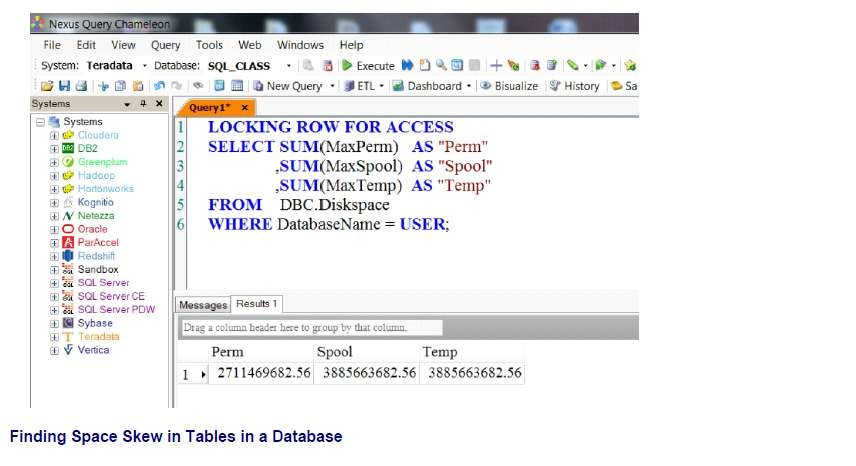 Nexus Query Chameleon
File Edit View Query Tools Web Windows Help
System: Teradata Database: SQL_CLASS Execute
New Query ETL Dashboard Bisualize History Sa
Systems
Query1* x
Systems
Cloudera
DB2
Greenplum
Hadoop
Hortonworks
Kognitio
Netezza
Oracle
ParAccel
Redshift
Sandbox
SQL Server
SQL Server CE
SQL Server PDW
Sybase
Teradata
Vertica
1 LOCKING ROW FOR ACCESS
2 SELECT SUM(MaxPerm) AS "Perm"
3 ,SUM(MaxSpool) AS "Spool"
4 ,SUM(MaxTemp) AS "Temp"
5 FROM DBC.Diskspace
6 WHERE DatabaseName = USER;
Messages Results 1
Drag a column header here to group by that column.
Perm Spool Temp
1 2711469682.56 3885663682.56 3885663682.56
Finding Space Skew in Tables in a Database